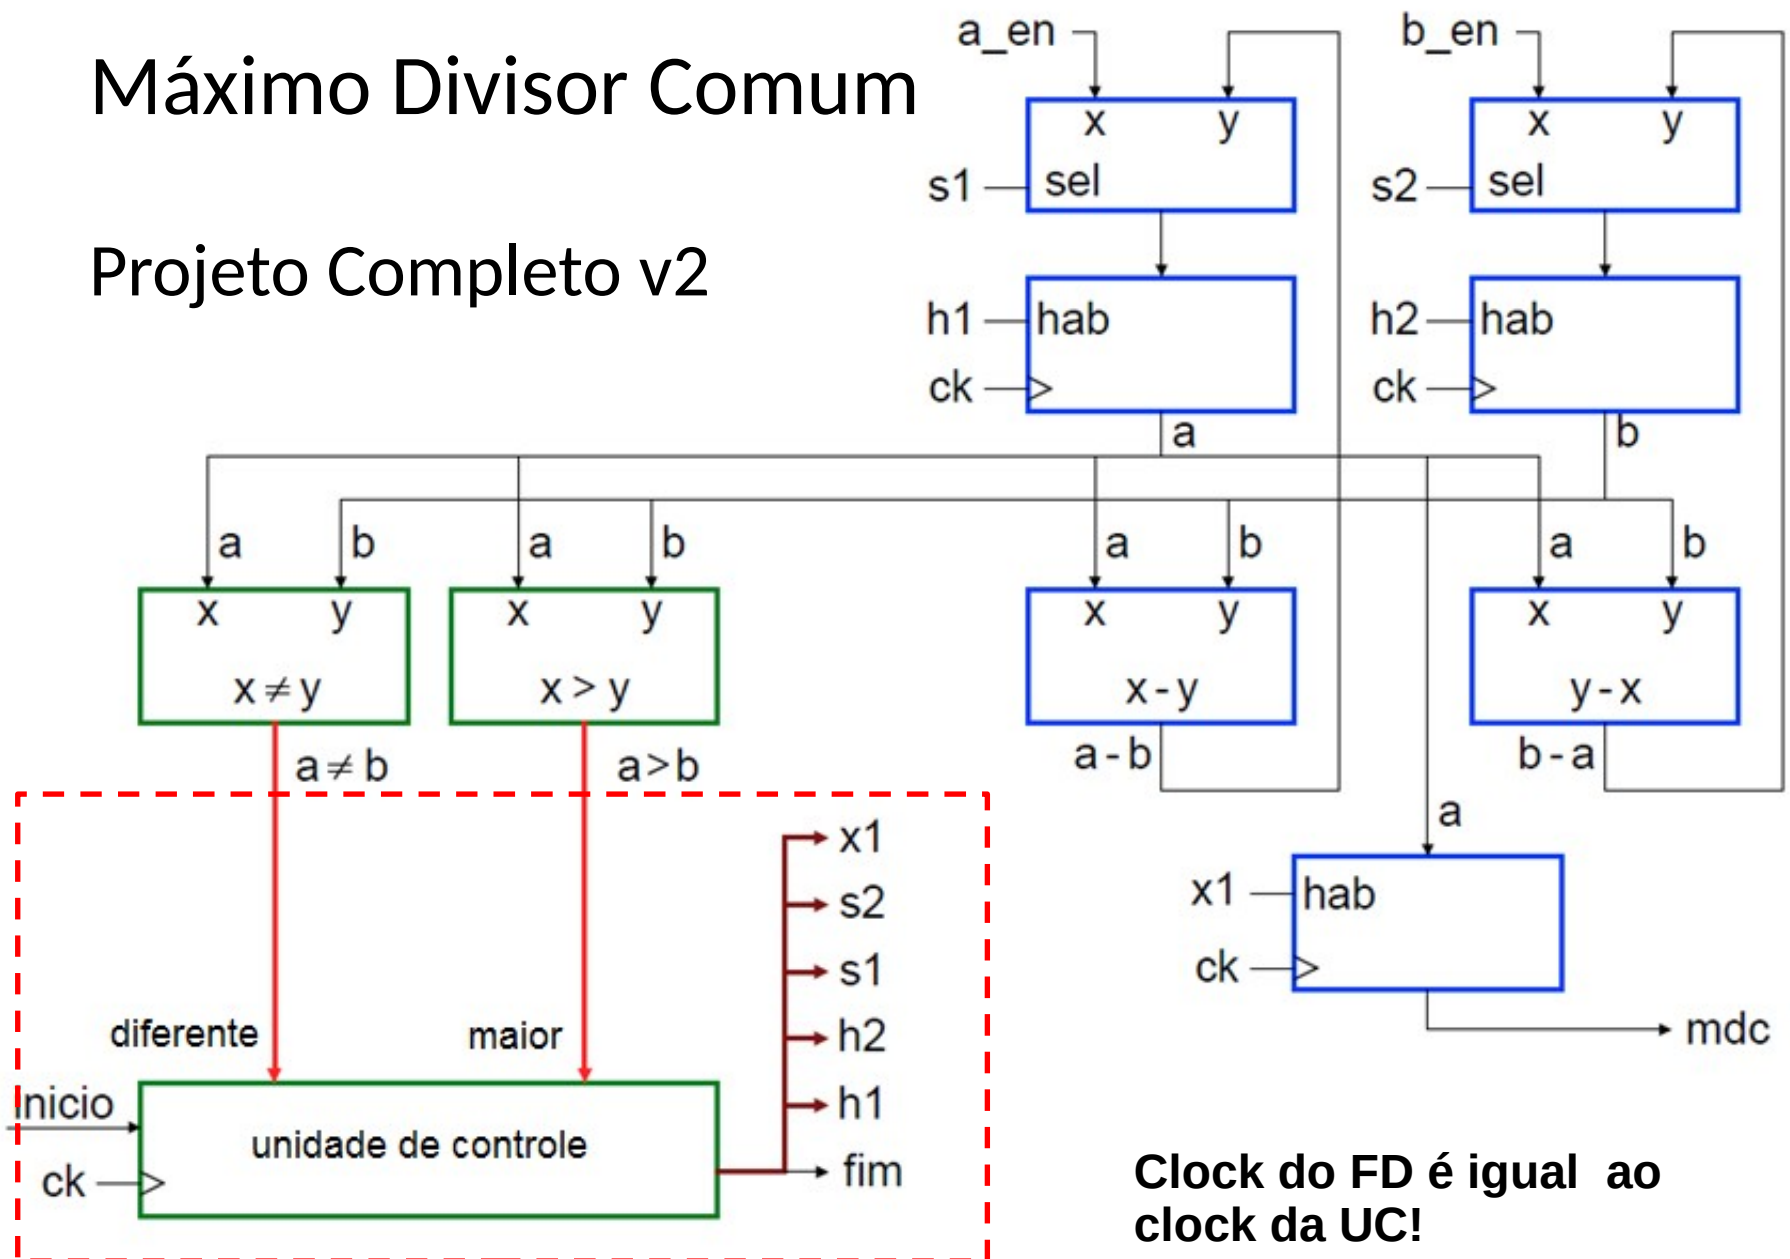 Máximo Divisor Comum
Projeto Completo v2
a_en
b_en
x y
x y
s1 sel
s2 sel
h1 hab
h2 hab
ck
ck
a
b
a b a b a b a b
x y
x y
x y
x y
x ≠ y
x > y
x - y
y - x
a ≠ b
a > b
a - b
b - a
a
x1
s2
s1
h2
h1
fim
x1 hab
ck
mdc
diferente
maior
inicio
unidade de controle
ck
Clock do FD é igual ao
clock da UC!